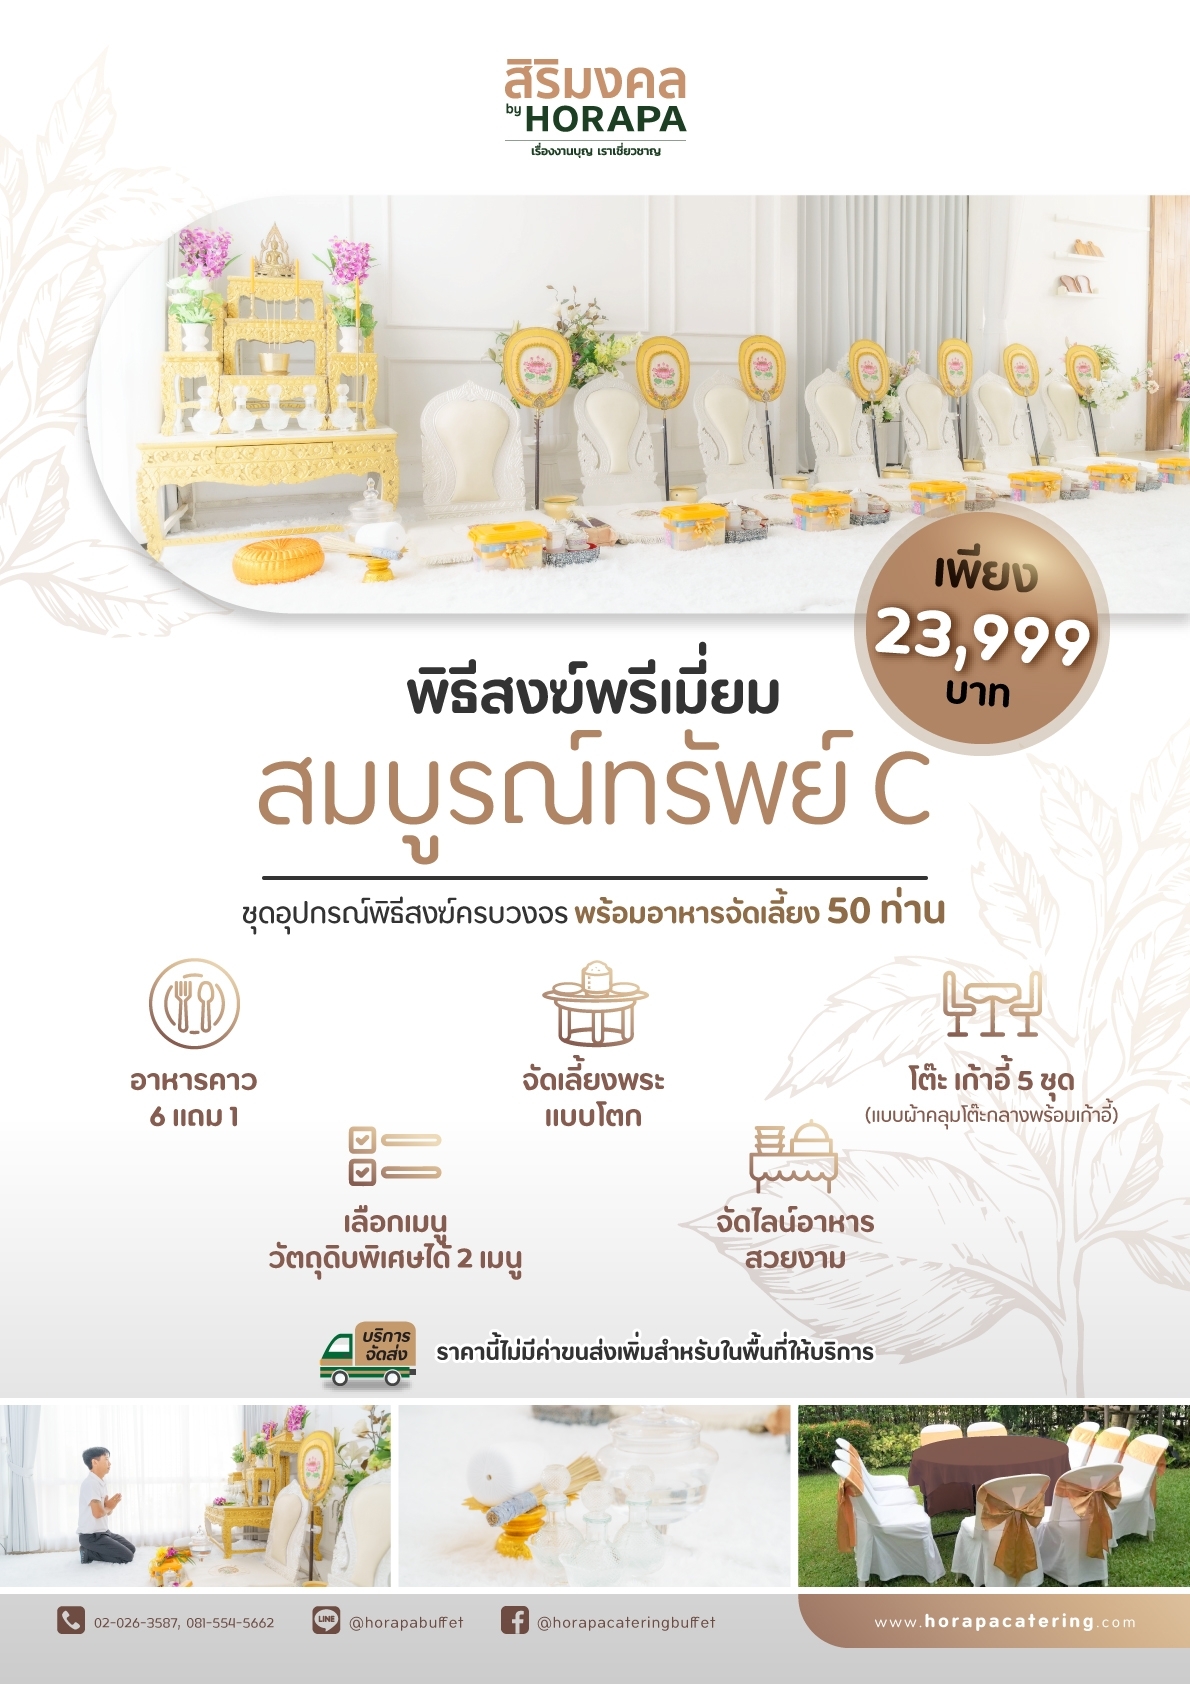 สิริมงคล
by HORAPA
เรื่องงานบุญ เราเชี่ยวชาญ
เพียง
23,999
บาท
พิธีสงฆ์พรีเมี่ยม
สมบูรณ์ทรัพย์ C
ชุดอุปกรณ์พิธีสงฆ์ครบวงจร พร้อมอาหารจัดเลี้ยง 50 ท่าน
อาหารคาว
6 แถม 1
จัดเลี้ยงพระ
แบบโตก
โต๊ะ เก้าอี้ 5 ชุด
(แบบผ้าคลุมโต๊ะกลางพร้อมเก้าอี้)
เลือกเมนู
วัตถุดิบพิเศษได้ 2 เมนู
จัดไลน์อาหาร
สวยงาม
บริการ
จัดส่ง
ราคานี้ไม่มีค่าขนส่งเพิ่มสำหรับในพื้นที่ให้บริการ
02-026-3587, 081-554-5662
LINE @horapabuffet
@horapacateringbuffet
www.horapacatering.com